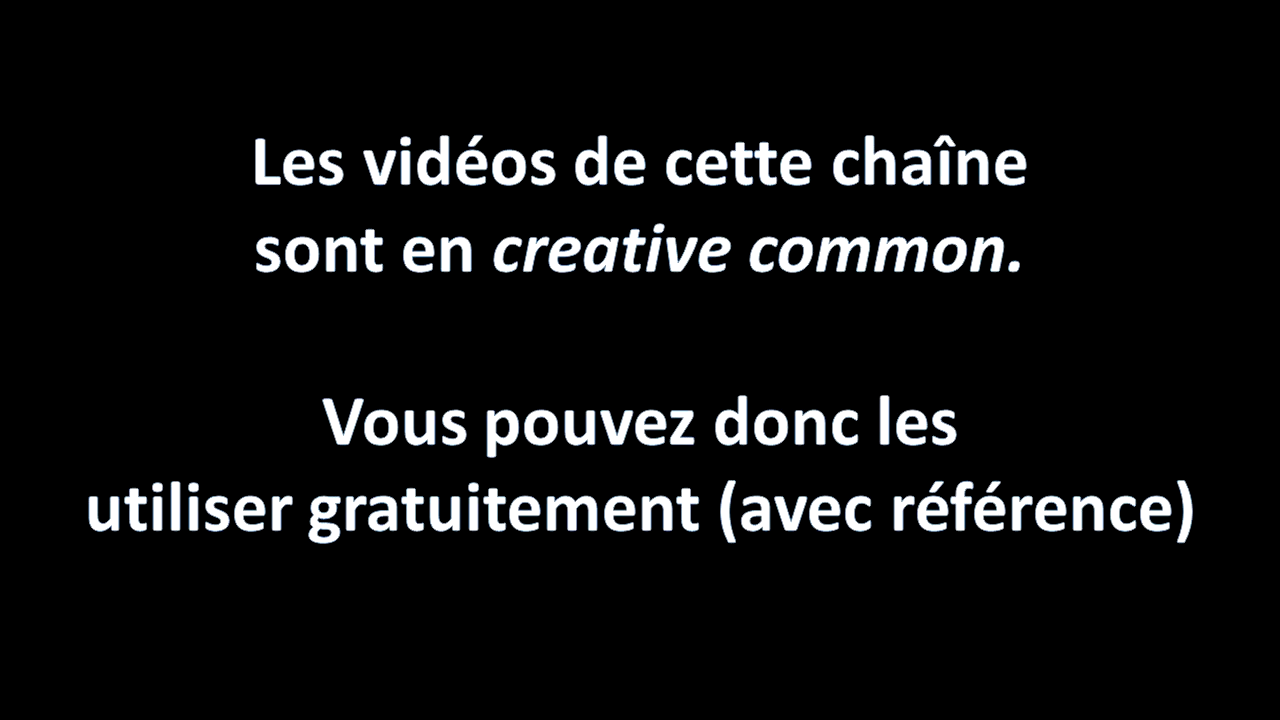 Les vidéos de cette chaîne
sont en creative common.
Vous pouvez donc les
utiliser gratuitement (avec référence)